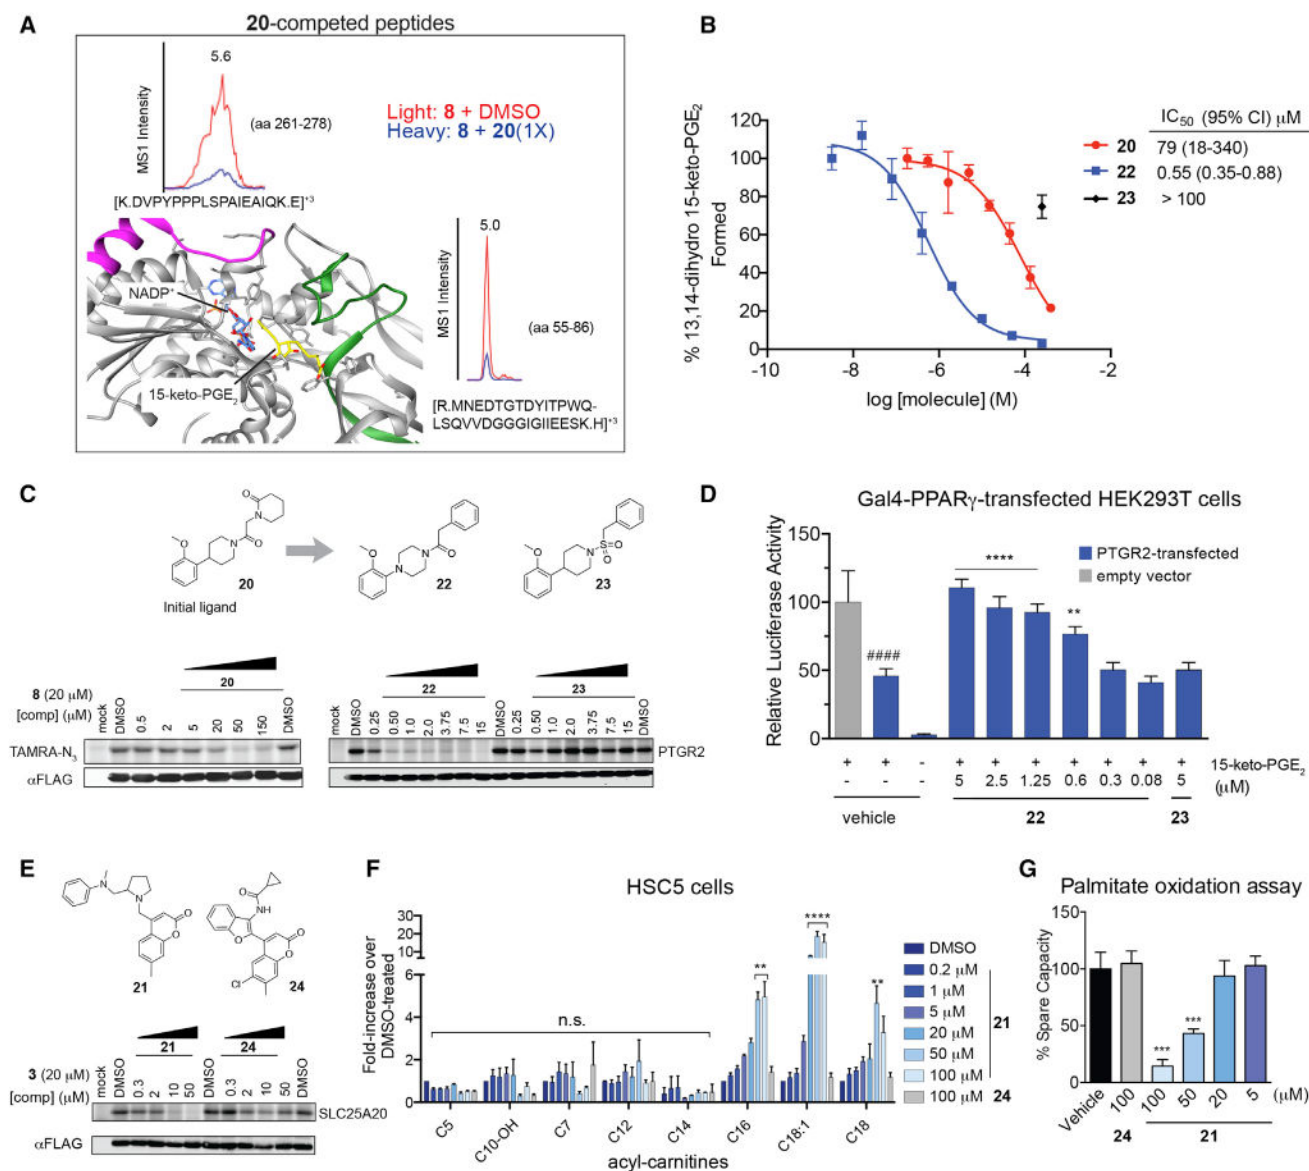 A
20-competed peptides
5.6
MS1 Intensity
(aa 261-278)
[K.DVPYPPPLSPAIEAIQK.E]+3
Light: 8 + DMSO
Heavy: 8 + 20(1X)
NADP+
15-keto-PGE2
5.0
MS1 Intensity
(aa 55-86)
[R.MNEDTGTDYITPWQ-
LSQVVDGGGIGIIEESK.H]+3
B
% 13,14-dihydro 15-keto-PGE2
Formed
120
100
80
60
40
20
0
-10 -8 -6 -4 -2
log [molecule] (M)
IC50 (95% CI) μM
20 79 (18-340)
22 0.55 (0.35-0.88)
23 > 100
C
O N N O O
20
Initial ligand
O N N O
22
O N S O O
23
8 (20 μM)
[comp] (μM)
20
mock DMSO 0.5 2 5 20 50 150 DMSO
TAMRA-N3
αFLAG
22 23
mock DMSO 0.25 0.50 1.0 2.0 3.75 7.5 15 DMSO 0.25 0.50 1.0 2.0 3.75 7.5 15 DMSO
PTGR2
D
Gal4-PPARγ-transfected HEK293T cells
Relative Luciferase Activity
150
100
50
0
PTGR2-transfected
empty vector
####
****
**
+ + - + + + + + + + 15-keto-PGE2
- - - 5 2.5 1.25 0.6 0.3 0.08 5 (μM)
vehicle 22 23
E
N N O O
21
O NH O O O Cl
24
3 (20 μM)
[comp] (μM)
21 24
mock DMSO 0.3 2 10 50 DMSO 0.3 2 10 50 DMSO
SLC25A20
αFLAG
F
HSC5 cells
Fold-increase over
DMSO-treated
30
20
10
6
4
2
0
n.s.
**
****
**
C5 C10-OH C7 C12 C14 C16 C18:1 C18
acyl-carnitines
DMSO
0.2 μM
1 μM
5 μM
20 μM
50 μM
100 μM
21
100 μM 24
G
Palmitate oxidation assay
% Spare Capacity
150
100
50
0
***
***
Vehicle 100 100 50 20 5 (μM)
24 21